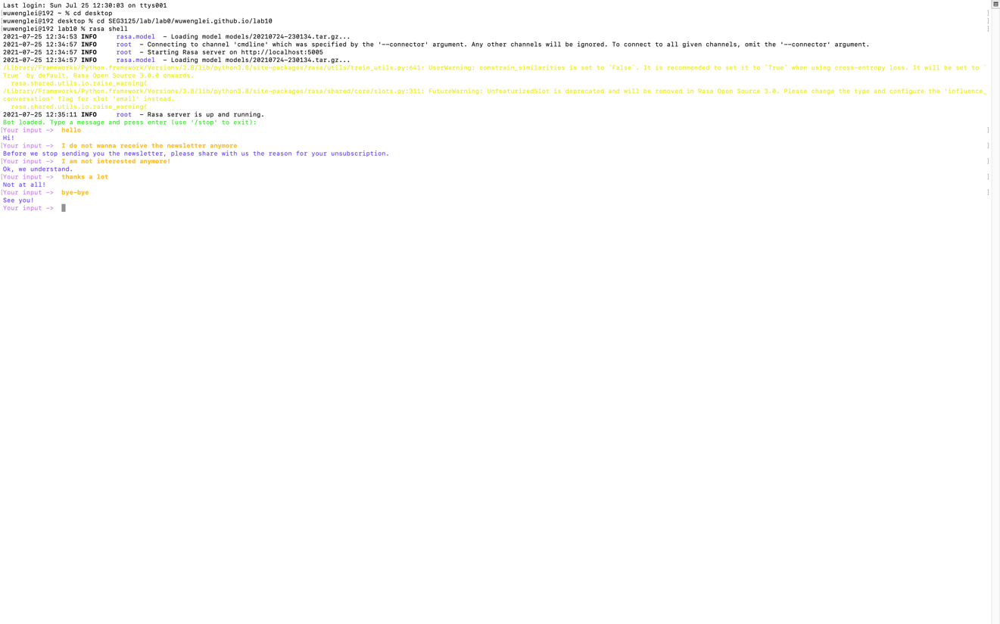 Last login: Sun Jul 25 12:30:03 on ttys001
[wuwenglei@192 ~ % cd desktop ]
[wuwenglei@192 desktop % cd SEG3125/lab/lab0/wuwenglei.github.io/lab10 ]
[wuwenglei@192 lab10 % rasa shell ]
2021-07-25 12:34:53 INFO     rasa.model  - Loading model models/20210724-230134.tar.gz...
2021-07-25 12:34:57 INFO     root  - Connecting to channel 'cmdline' which was specified by the '--connector' argument. Any other channels will be ignored. To connect to all given channels, omit the '--connector' argument.
2021-07-25 12:34:57 INFO     root  - Starting Rasa server on http://localhost:5005
2021-07-25 12:34:57 INFO     rasa.model  - Loading model models/20210724-230134.tar.gz...
/Library/Frameworks/Python.framework/Versions/3.8/lib/python3.8/site-packages/rasa/utils/train_utils.py:641: UserWarning: constrain_similarities is set to `False`. It is recommended to set it to `True` when using cross-entropy loss. It will be set to `
True` by default, Rasa Open Source 3.0.0 onwards.
  rasa.shared.utils.io.raise_warning(
/Library/Frameworks/Python.framework/Versions/3.8/lib/python3.8/site-packages/rasa/shared/core/slots.py:311: FutureWarning: UnfeaturizedSlot is deprecated and will be removed in Rasa Open Source 3.0. Please change the type and configure the 'influence_
conversation' flag for slot 'email' instead.
  rasa.shared.utils.io.raise_warning(
2021-07-25 12:35:11 INFO     root  - Rasa server is up and running.
Bot loaded. Type a message and press enter (use '/stop' to exit):
[Your input ->  hello ]
Hi!
[Your input ->  I do not wanna receive the newsletter anymore ]
Before we stop sending you the newsletter, please share with us the reason for your unsubscription.
[Your input ->  I am not interested anymore! ]
Ok, we understand.
[Your input ->  thanks a lot ]
Not at all!
[Your input ->  bye-bye ]
See you!
Your input ->